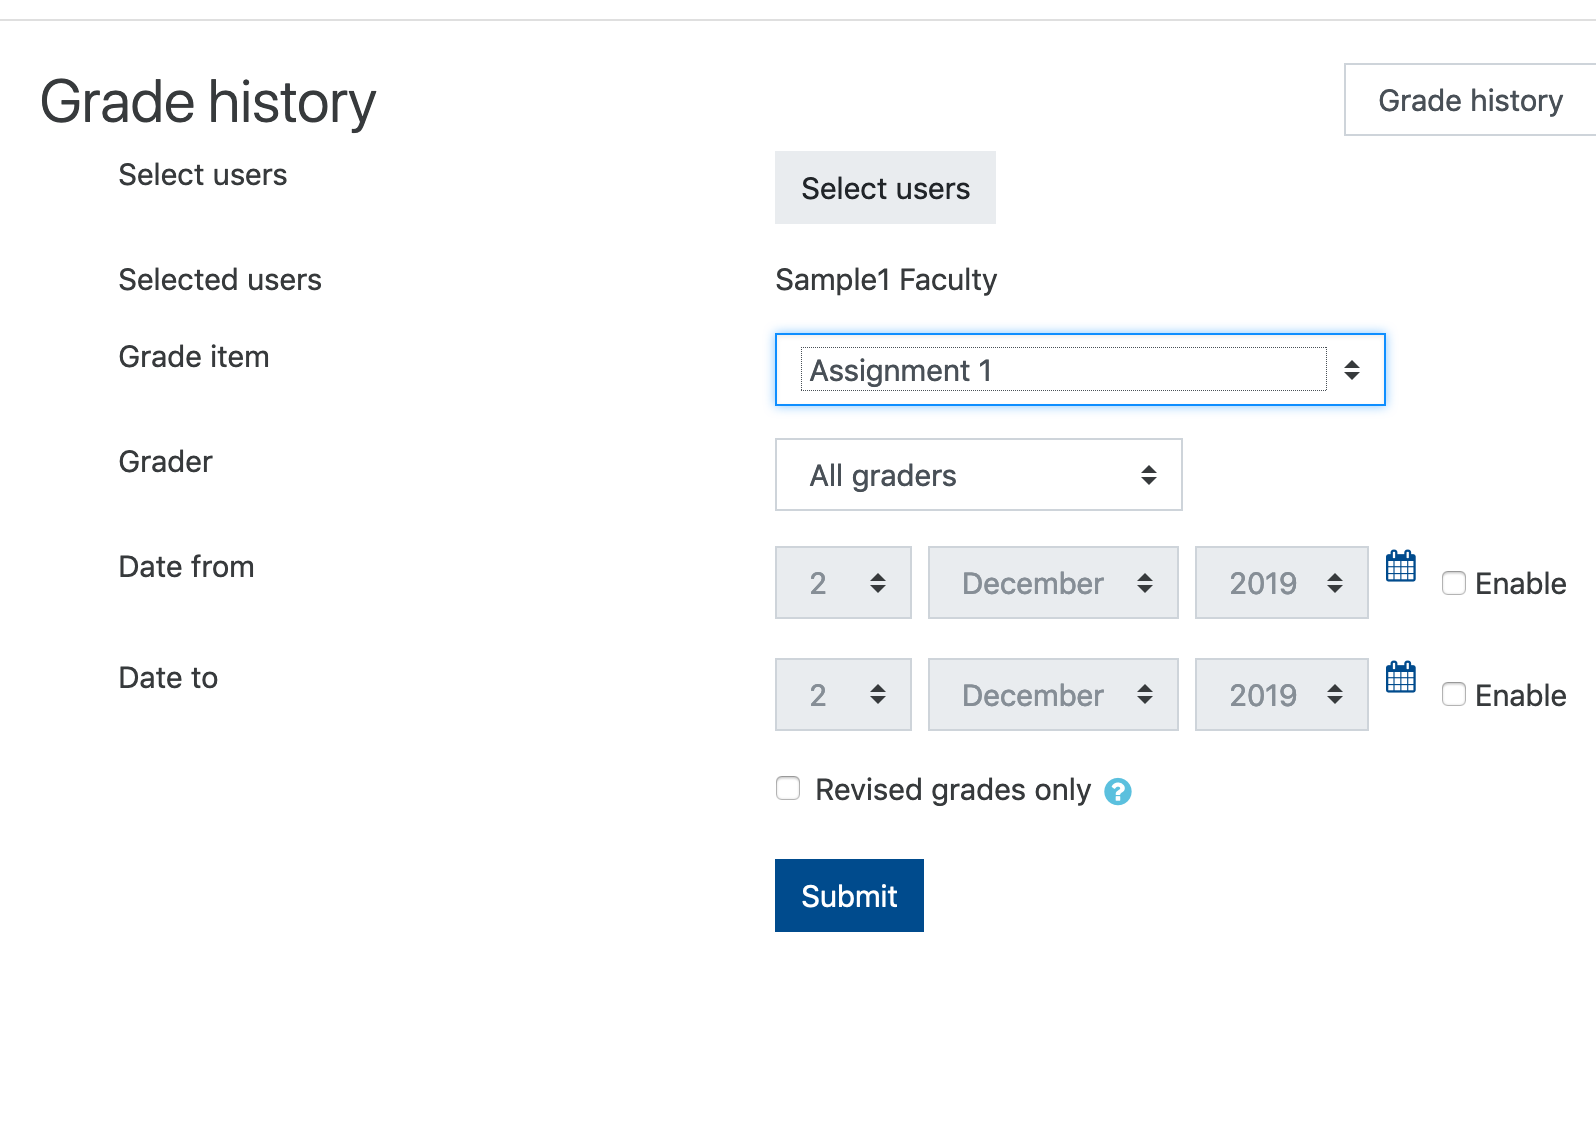 Grade history
Grade history
Select users
Select users
Selected users
Sample1 Faculty
Grade item
Assignment 1
Grader
All graders
Date from
2 December 2019 Enable
Date to
2 December 2019 Enable
Revised grades only ?
Submit